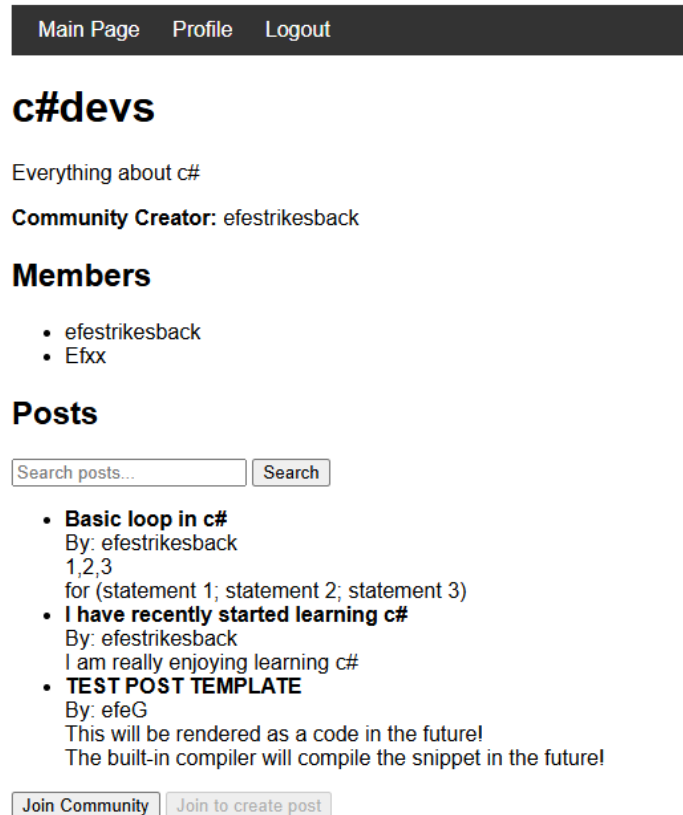 Main Page Profile Logout
c#devs
Everything about c#
Community Creator: efestrikesback
Members
efestrikesback
Efxx
Posts
Search posts... Search
Basic loop in c#
By: efestrikesback
1,2,3
for (statement 1; statement 2; statement 3)
I have recently started learning c#
By: efestrikesback
I am really enjoying learning c#
TEST POST TEMPLATE
By: efeG
This will be rendered as a code in the future!
The built-in compiler will compile the snippet in the future!
Join Community Join to create post